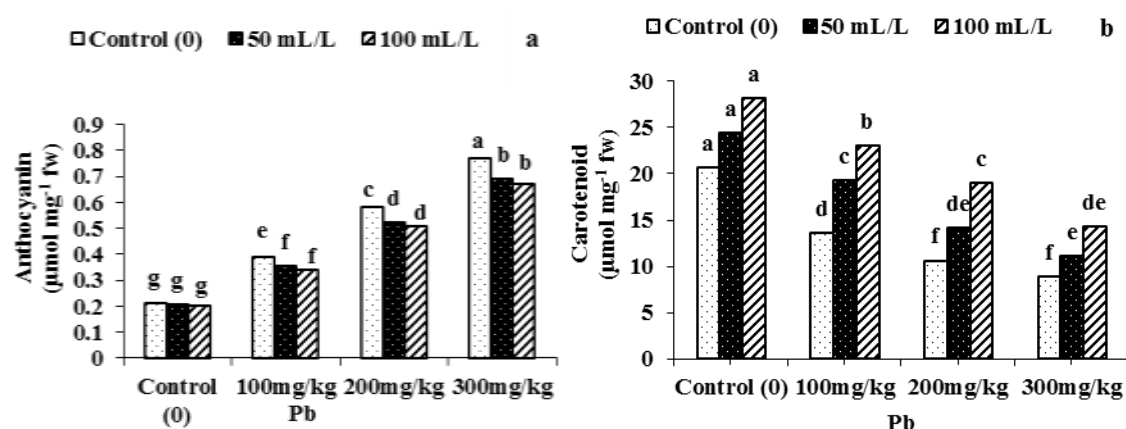 Control (0) 50 mL/L 100 mL/L a
Anthocyanin
(µmol mg⁻¹ fw)
0.9
0.8
0.7
0.6
0.5
0.4
0.3
0.2
0.1
0
g g g
e f f
c d d
a b b
Control
(0)
100mg/kg 200mg/kg 300mg/kg
Pb
Control (0) 50 mL/L 100 mL/L b
Carotenoid
(µmol mg⁻¹ fw)
30
25
20
15
10
5
0
a a a
d c b
f de c
f e de
Control (0) 100mg/kg 200mg/kg 300mg/kg
Pb